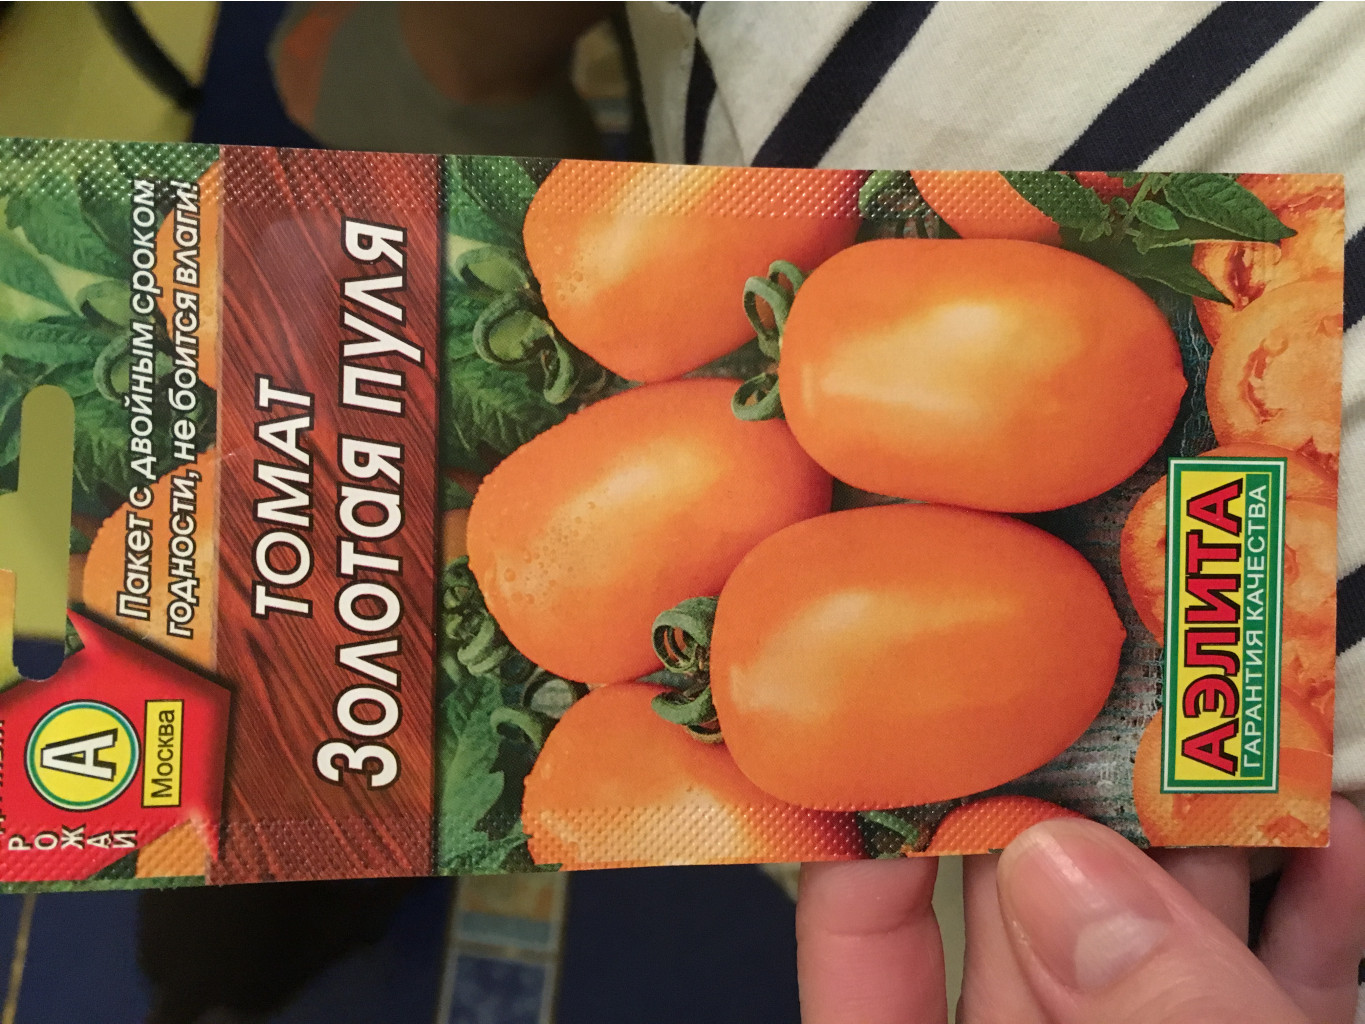 Р
О
Ж
А
Й
А
Москва
Пакет с двойным сроком
годности, не боится влаги!
ТОМАТ
Золотая пуля
АЭЛИТА
ГАРАНТИЯ КАЧЕСТВА